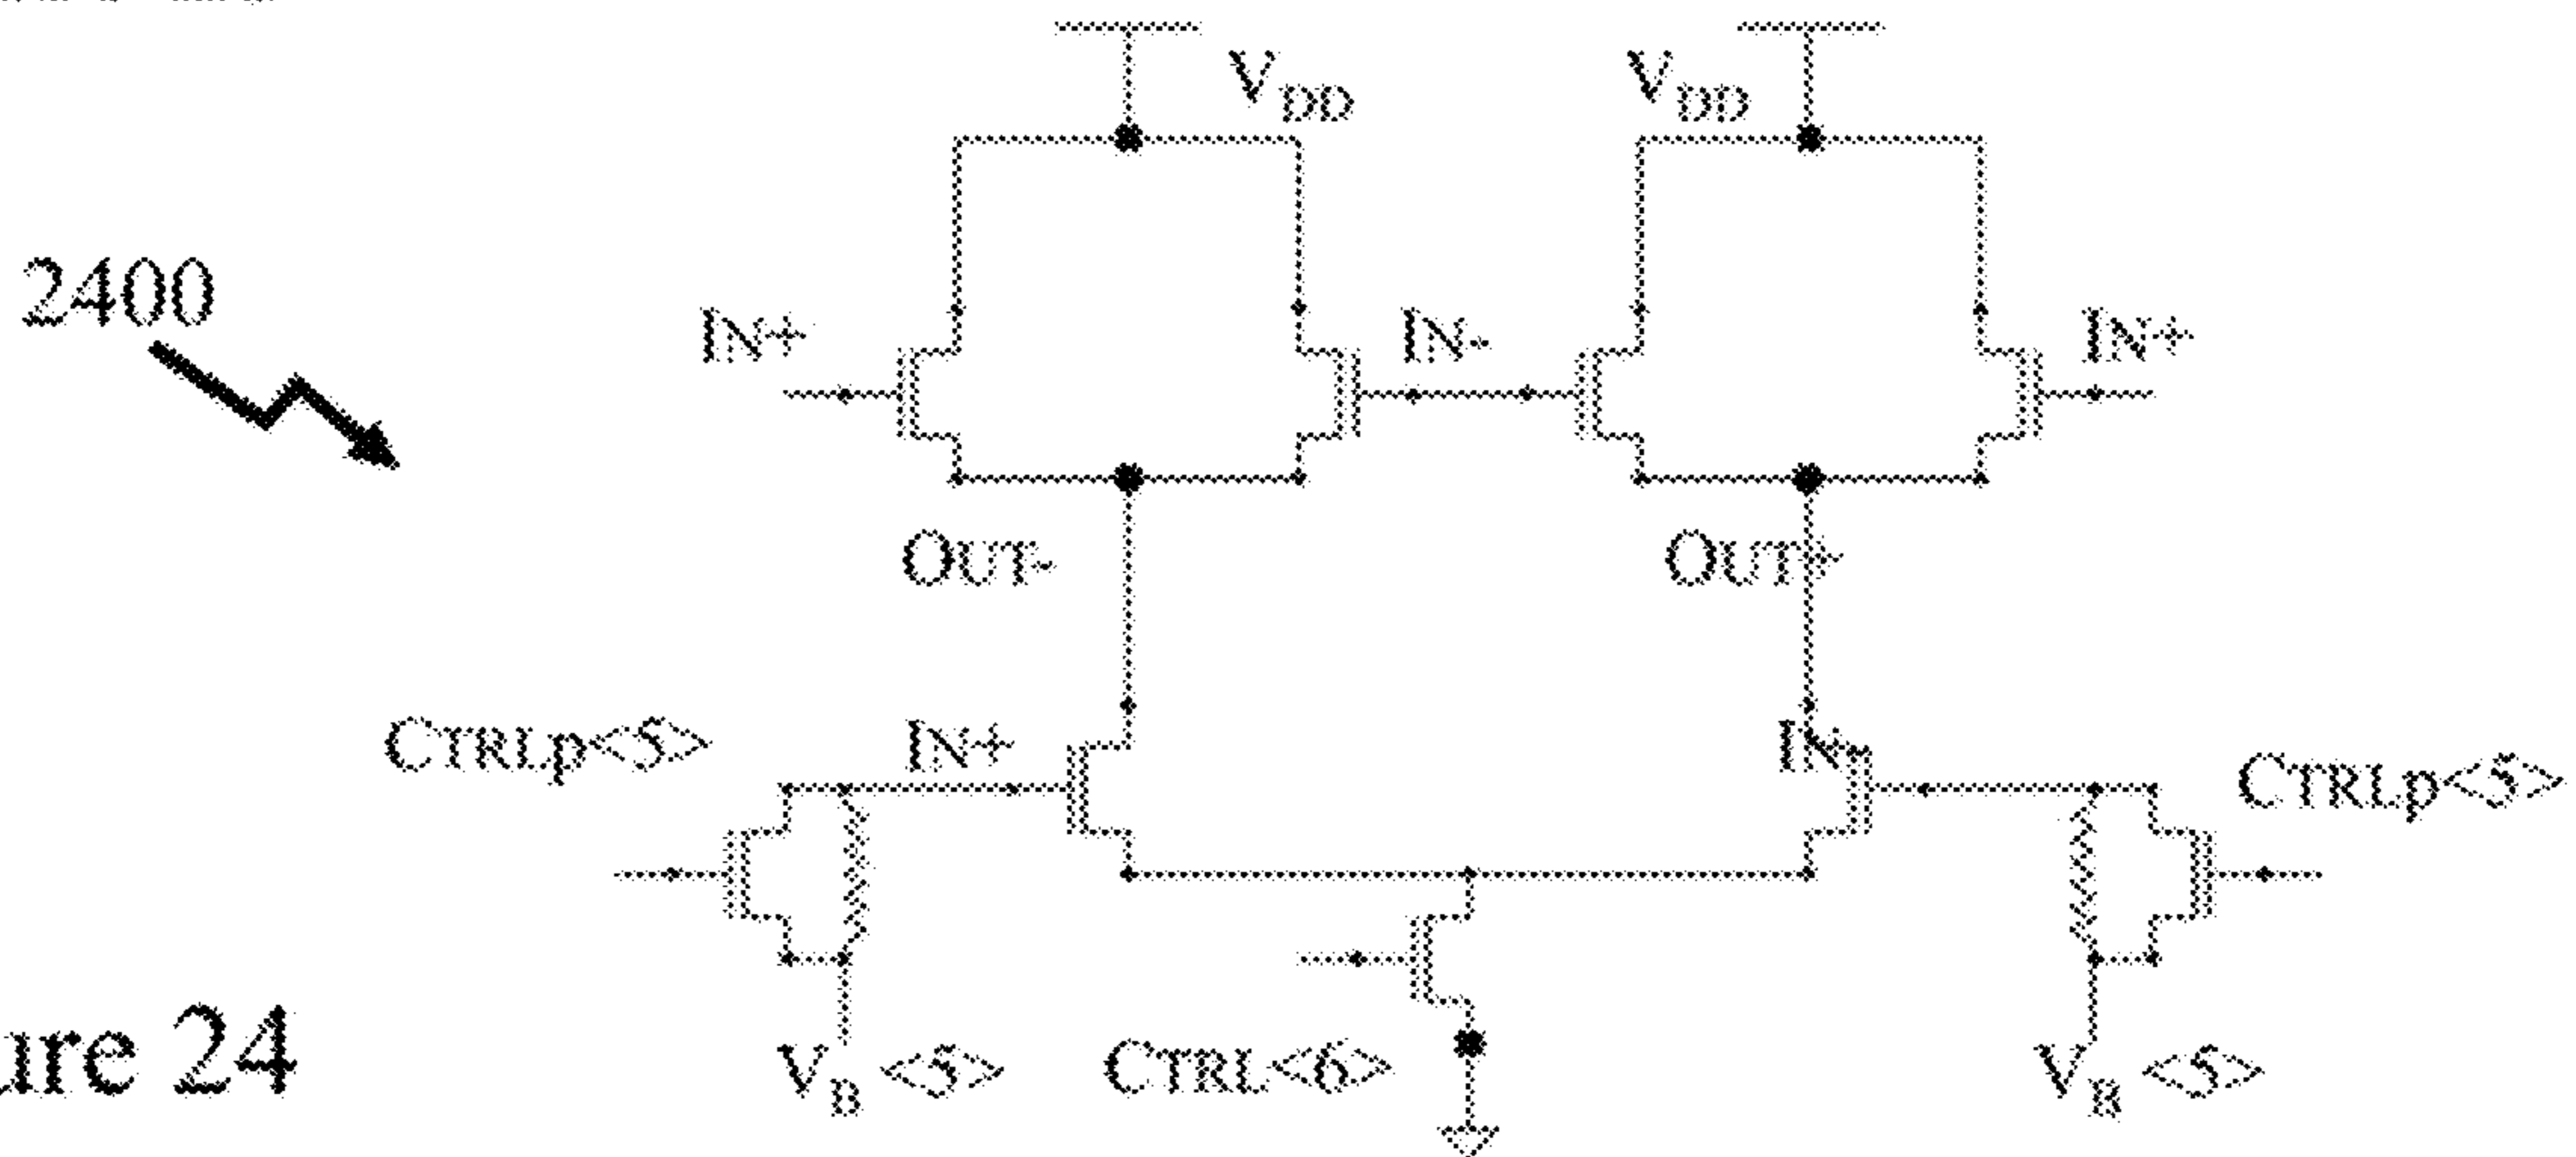 VDD VDD
2400
IN+ IN- IN+
OUT- OUT+
CTRLp<5> IN+ CTRLp<5>
ure 24
VB <5> CTRL<6> VB <5>